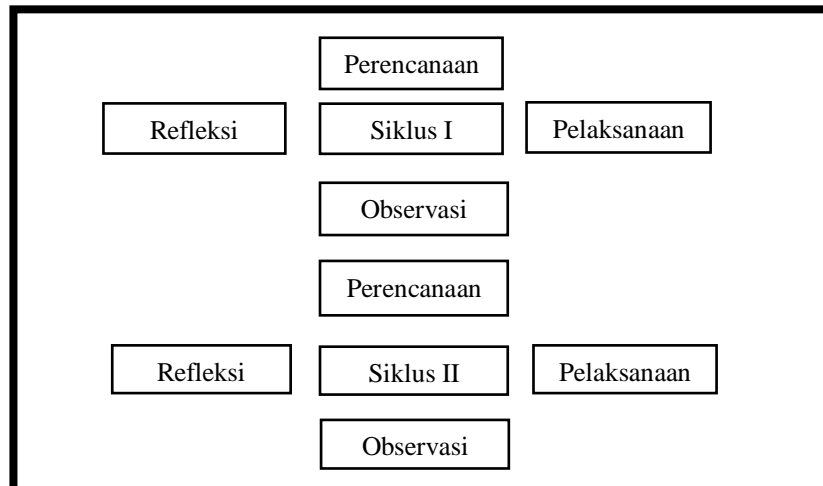 Perencanaan
Refleksi Siklus I Pelaksanaan
Observasi
Perencanaan
Refleksi Siklus II Pelaksanaan
Observasi